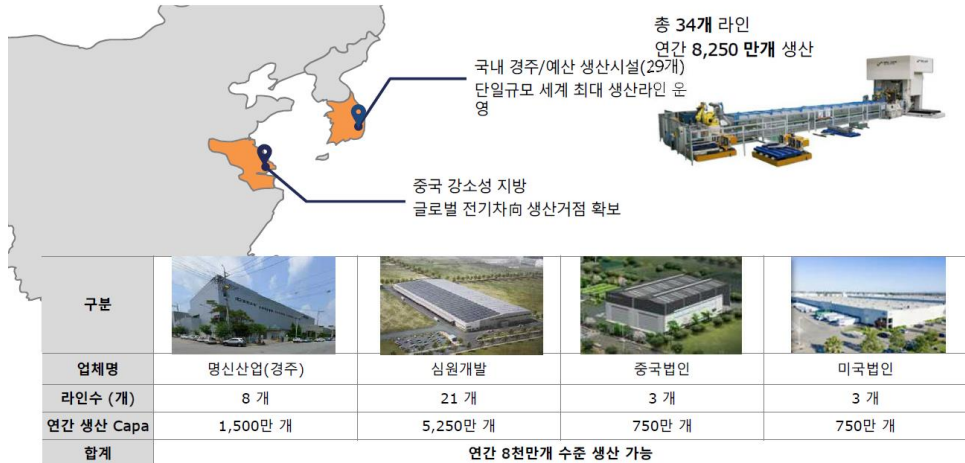 총 34개 라인
연간 8,250 만개 생산
국내 경주/예산 생산시설(29개)
단일규모 세계 최대 생산라인 운
영
중국 강소성 지방
글로벌 전기차向 생산거점 확보
구분
업체명 명신산업(경주) 심원개발 중국법인 미국법인
라인수 (개) 8 개 21 개 3 개 3 개
연간 생산 Capa 1,500만 개 5,250만 개 750만 개 750만 개
합계 연간 8천만개 수준 생산 가능